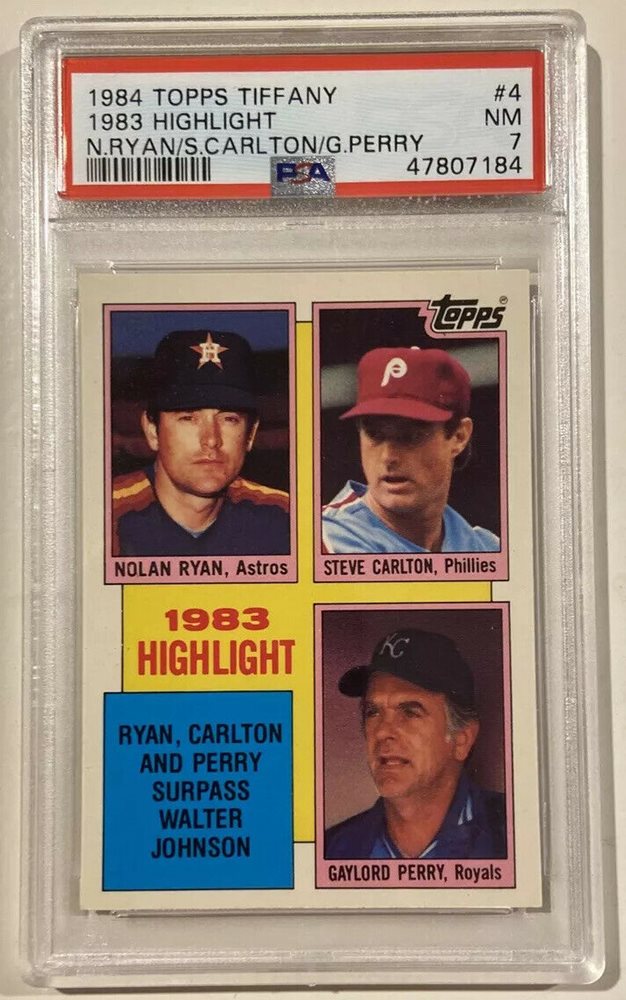 1984 TOPPS TIFFANY #4
1983 HIGHLIGHT NM
N.RYAN/S.CARLTON/G.PERRY 7
PSA 47807184
TOPPS
H
P
NOLAN RYAN, Astros
STEVE CARLTON, Phillies
1983
HIGHLIGHT
KC
RYAN, CARLTON
AND PERRY
SURPASS
WALTER
JOHNSON
GAYLORD PERRY, Royals